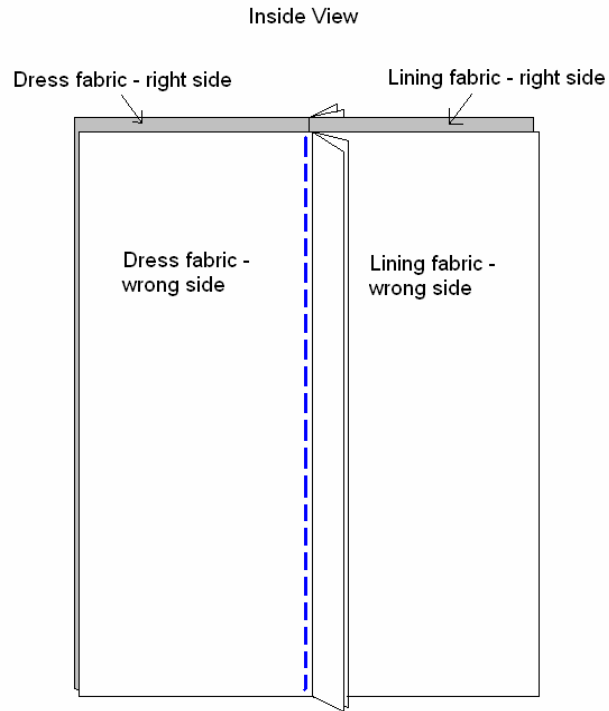 Inside View
Dress fabric - right side
Lining fabric - right side
Dress fabric -
wrong side
Lining fabric -
wrong side